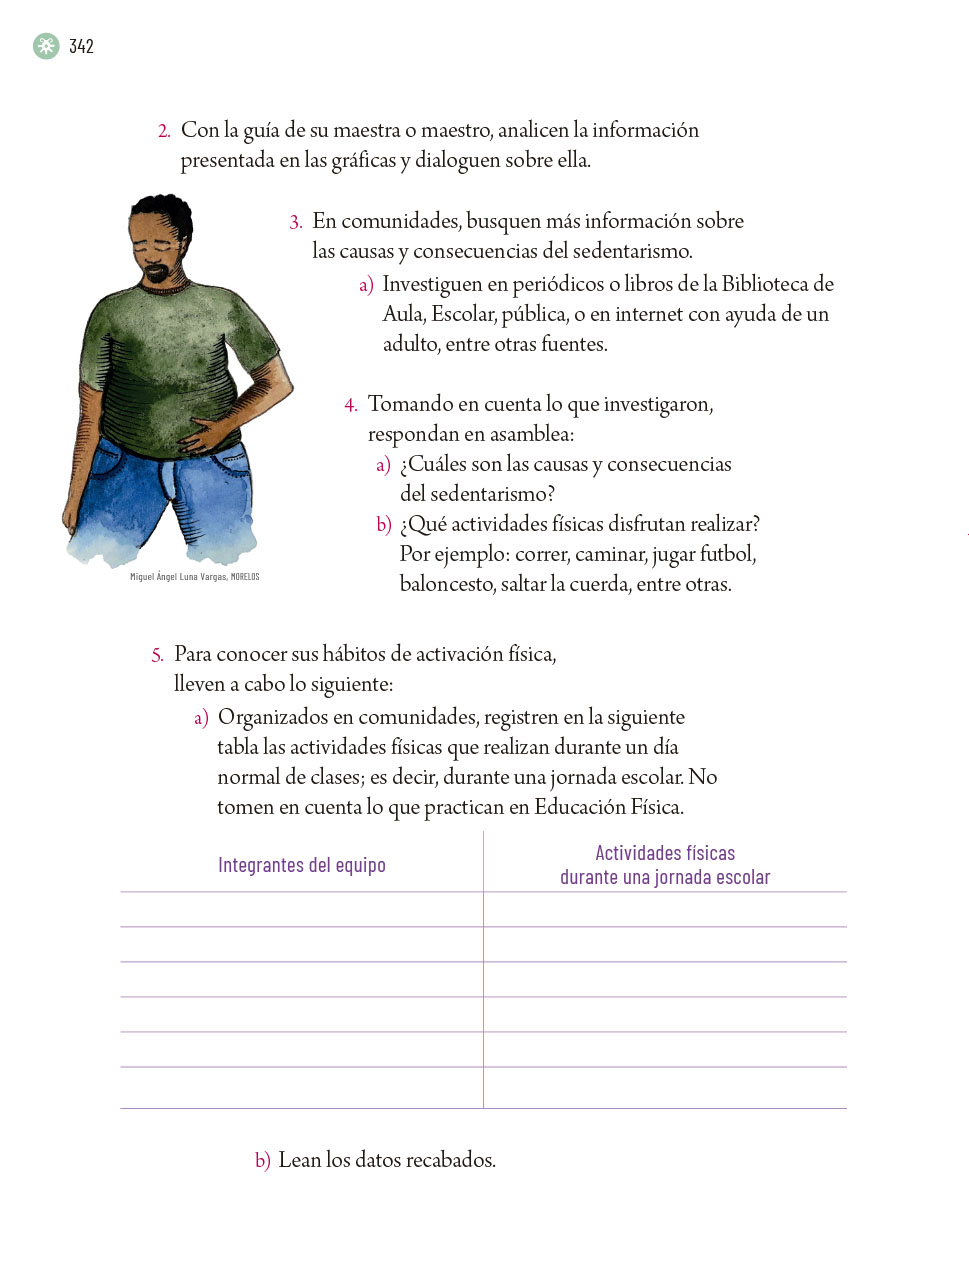 342
2. Con la guía de su maestra o maestro, analicen la información
presentada en las gráficas y dialoguen sobre ella.
3. En comunidades, busquen más información sobre
las causas y consecuencias del sedentarismo.
a) Investiguen en periódicos o libros de la Biblioteca de
Aula, Escolar, pública, o en internet con ayuda de un
adulto, entre otras fuentes.
4. Tomando en cuenta lo que investigaron,
respondan en asamblea:
a) ¿Cuáles son las causas y consecuencias
del sedentarismo?
b) ¿Qué actividades físicas disfrutan realizar?
Por ejemplo: correr, caminar, jugar futbol,
baloncesto, saltar la cuerda, entre otras.
Miguel Ángel Luna Vargas, MORELOS
5. Para conocer sus hábitos de activación física,
lleven a cabo lo siguiente:
a) Organizados en comunidades, registren en la siguiente
tabla las actividades físicas que realizan durante un día
normal de clases; es decir, durante una jornada escolar. No
tomen en cuenta lo que practican en Educación Física.
Integrantes del equipo
Actividades físicas
durante una jornada escolar
b) Lean los datos recabados.